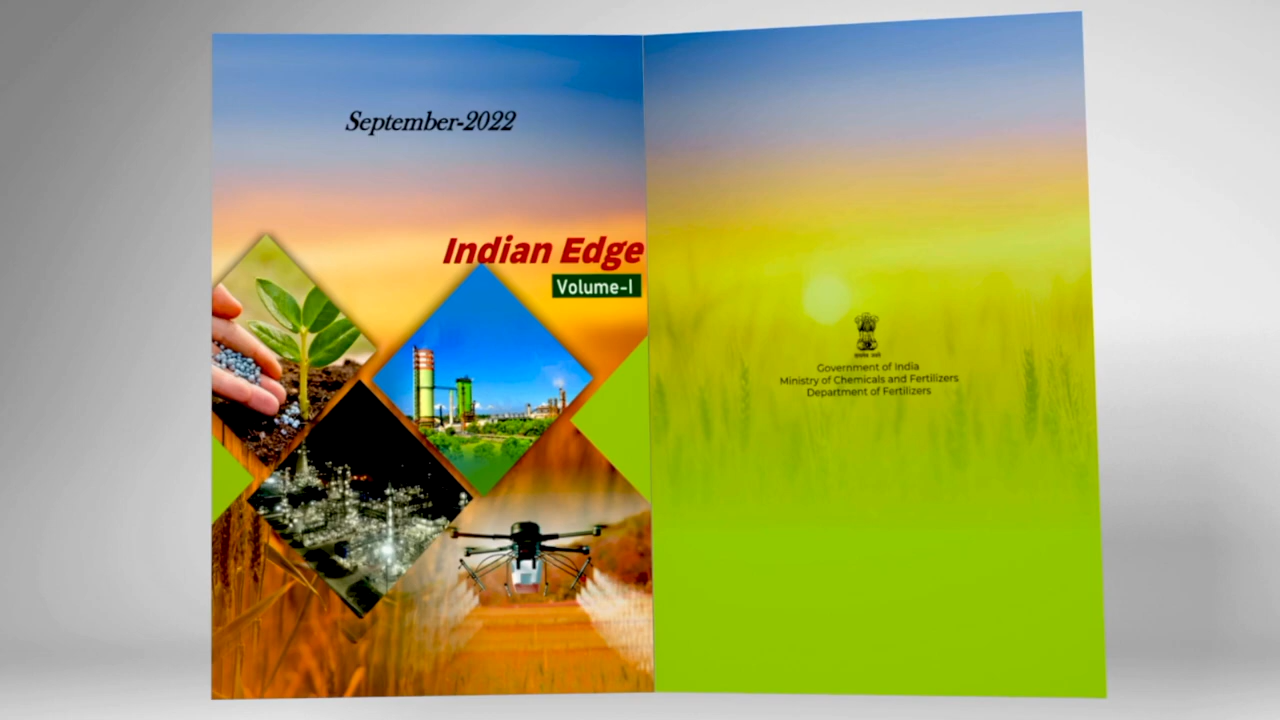 September-2022
Indian Edge
Volume-I
Government of India
Ministry of Chemicals and Fertilizers
Department of Fertilizers